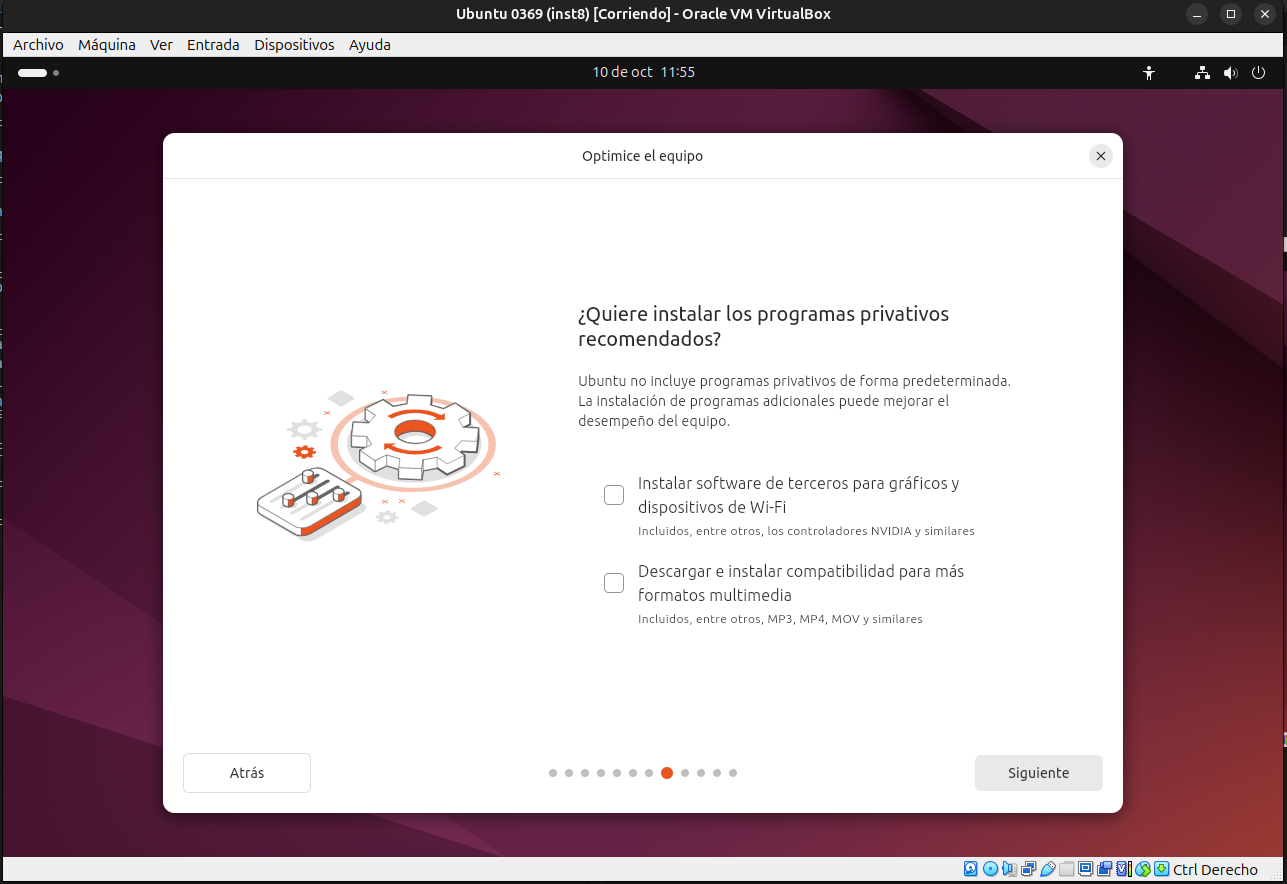 Ubuntu 0369 (inst8) [Corriendo] - Oracle VM VirtualBox
Archivo Máquina Ver Entrada Dispositivos Ayuda
10 de oct 11:55
Optimice el equipo
¿Quiere instalar los programas privativos
recomendados?
Ubuntu no incluye programas privativos de forma predeterminada.
La instalación de programas adicionales puede mejorar el
desempeño del equipo.
Instalar software de terceros para gráficos y
dispositivos de Wi-Fi
Incluidos, entre otros, los controladores NVIDIA y similares
Descargar e instalar compatibilidad para más
formatos multimedia
Incluidos, entre otros, MP3, MP4, MOV y similares
Atrás
Siguiente
Ctrl Derecho